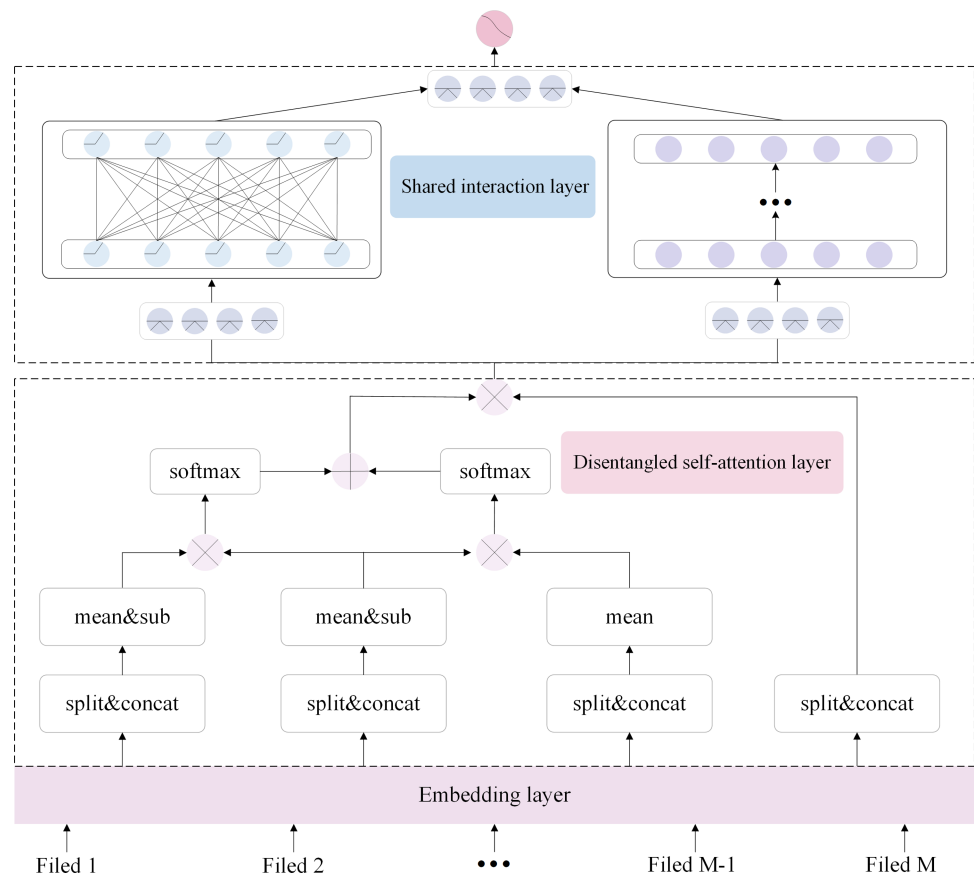 Shared interaction layer
•••
Disentangled self-attention layer
softmax
softmax
mean&sub
mean&sub
mean
split&concat
split&concat
split&concat
split&concat
Embedding layer
Filed 1
Filed 2
•••
Filed M-1
Filed M